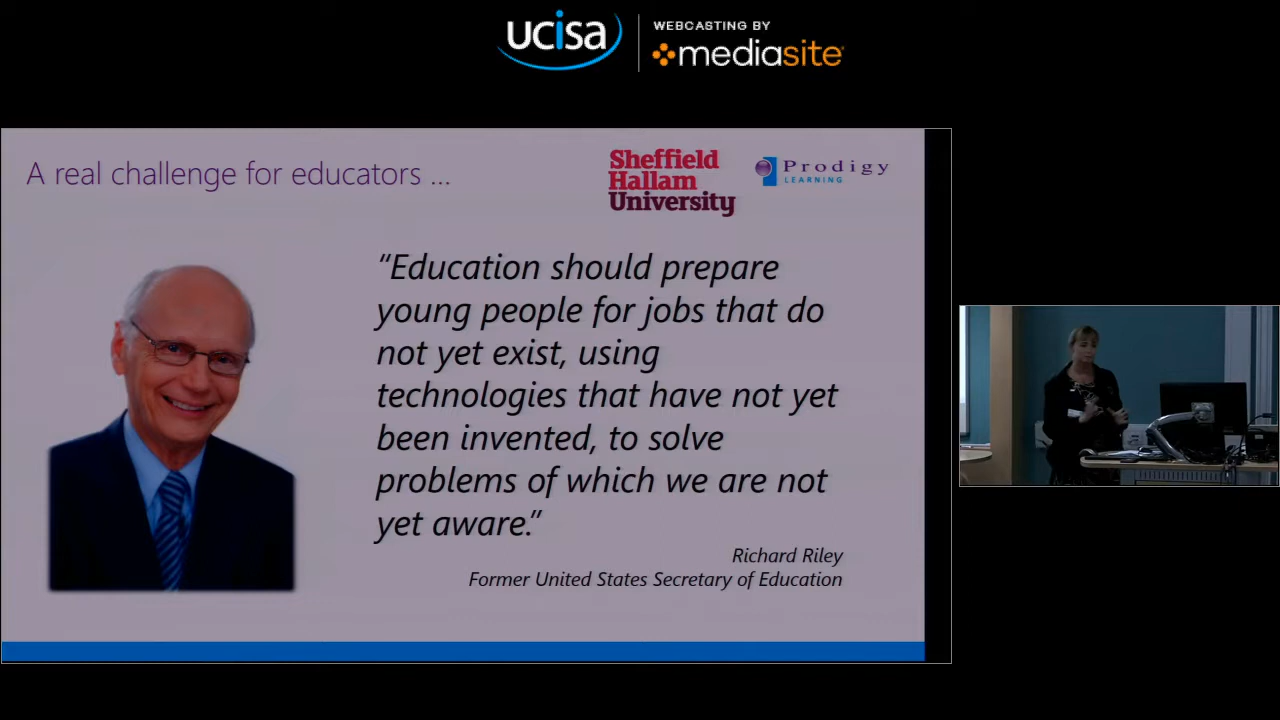 ucisa
WEBCASTING BY
mediasite
A real challenge for educators ...
Sheffield
Hallam
University
Prodigy
LEARNING
“Education should prepare
young people for jobs that do
not yet exist, using
technologies that have not yet
been invented, to solve
problems of which we are not
yet aware.”
Richard Riley
Former United States Secretary of Education